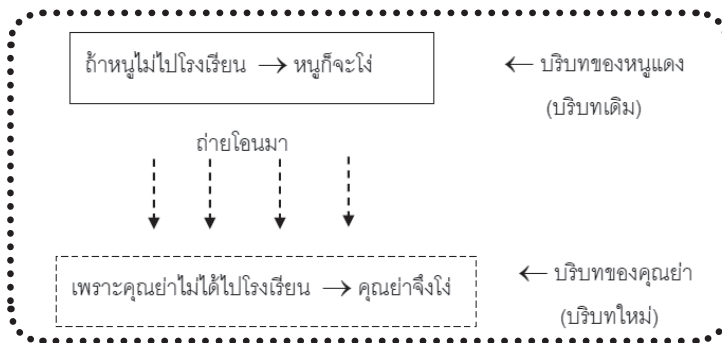 ถ้าหนูไม่ไปโรงเรียน → หนูก็จะโง่ ← บริบทของหนูแดง
(บริบทเดิม)
ถ่ายโอนมา
เพราะคุณย่าไม่ได้ไปโรงเรียน → คุณย่าจึงโง่ ← บริบทของคุณย่า
(บริบทใหม่)